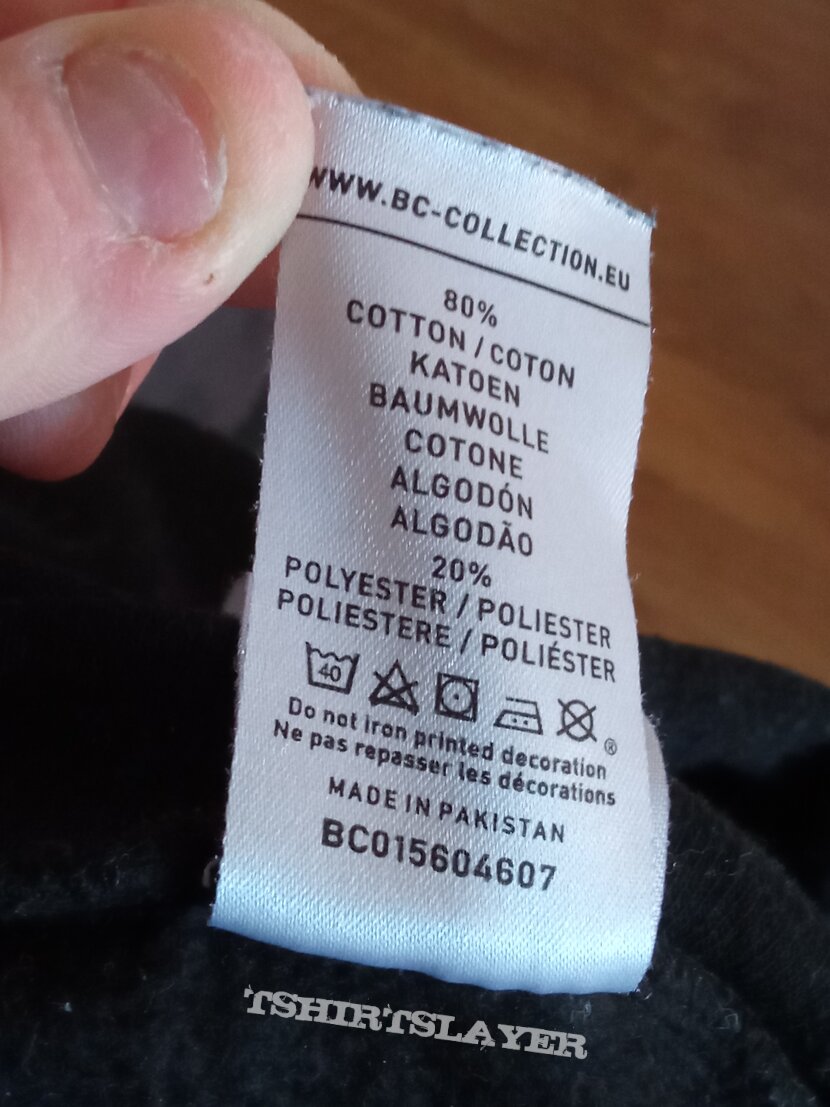 WWW.BC-COLLECTION.EU
80%
COTTON / COTON
KATOEN
BAUMWOLLE
COTONE
ALGODÓN
ALGODÃO
20%
POLYESTER / POLIESTER
POLIESTERE / POLIÉSTER
40
®
Do not iron printed decoration
Ne pas repasser les décorations
MADE IN PAKISTAN
BC015604607
TSHIRTSLAYER